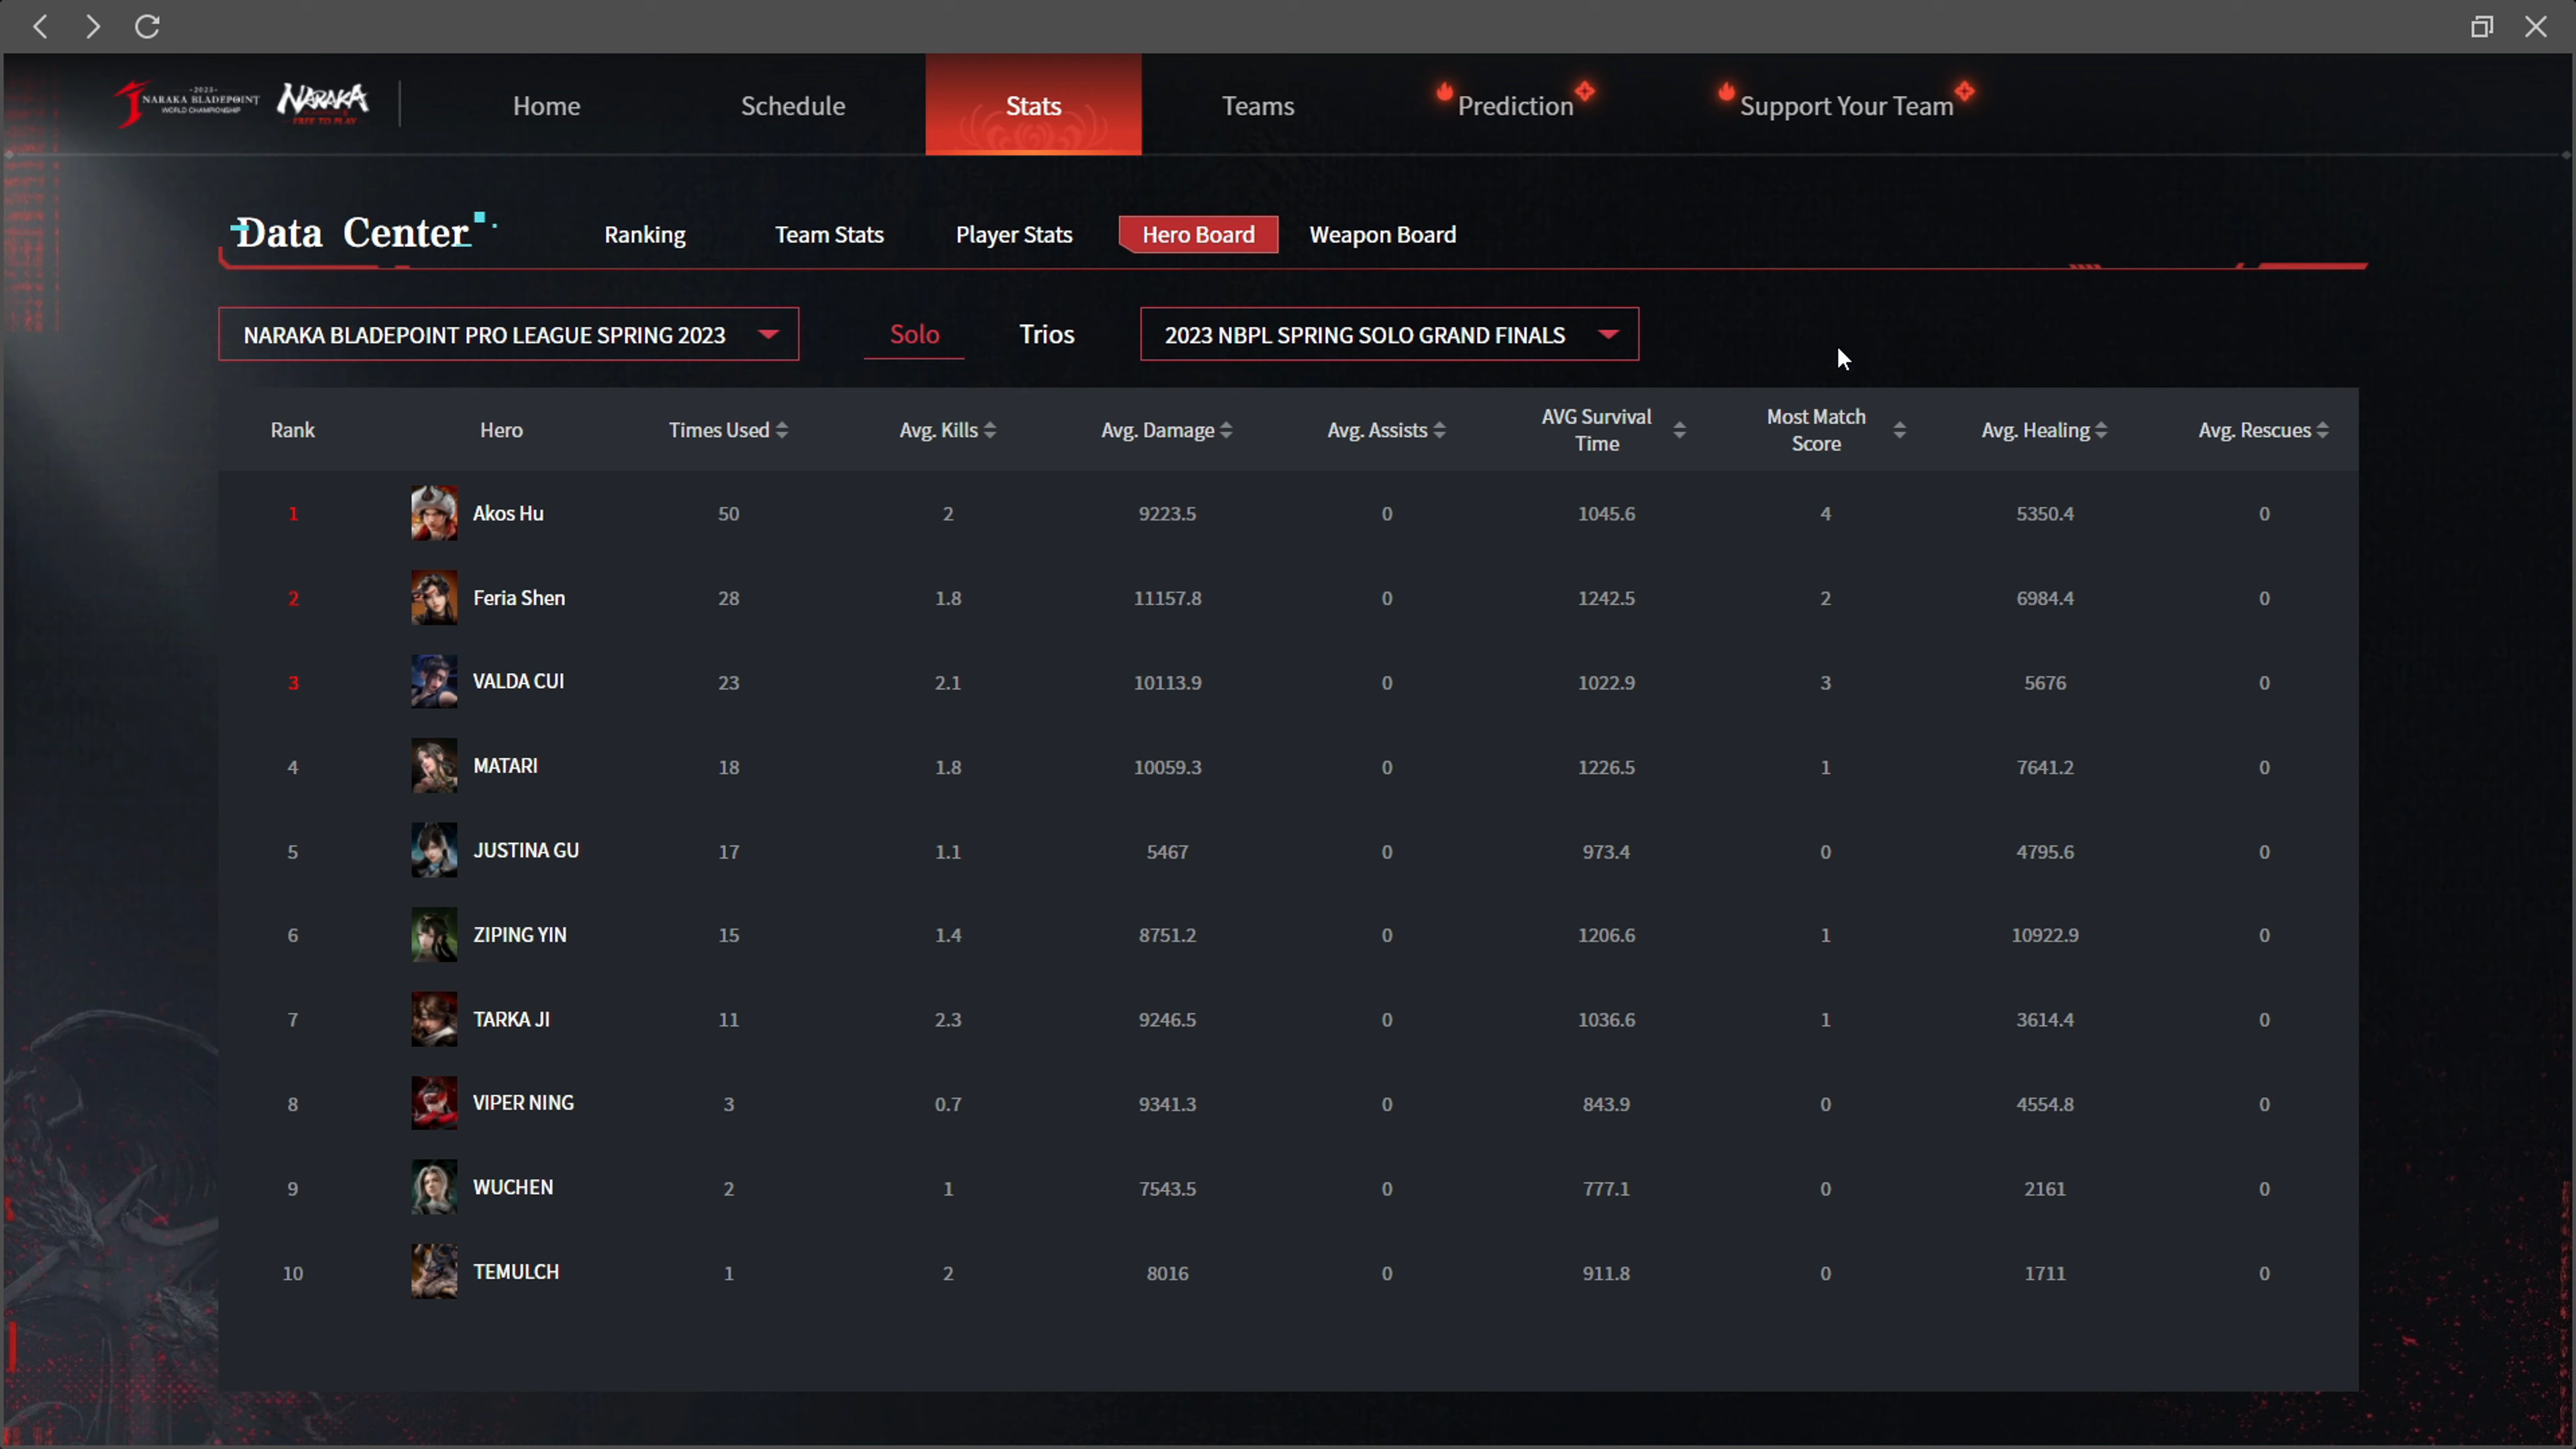 -2023-
NARAKA BLADEPOINT
WORLD CHAMPIONSHIP
NARAKA
FREE TO PLAY
Home
Schedule
Stats
Teams
Prediction
Support Your Team
Data Center
Ranking
Team Stats
Player Stats
Hero Board
Weapon Board
NARAKA BLADEPOINT PRO LEAGUE SPRING 2023
Solo
Trios
2023 NBPL SPRING SOLO GRAND FINALS
Rank Hero Times Used Avg. Kills Avg. Damage Avg. Assists AVG Survival Time Most Match Score Avg. Healing Avg. Rescues
1 Akos Hu 50 2 9223.5 0 1045.6 4 5350.4 0
2 Feria Shen 28 1.8 11157.8 0 1242.5 2 6984.4 0
3 VALDA CUI 23 2.1 10113.9 0 1022.9 3 5676 0
4 MATARI 18 1.8 10059.3 0 1226.5 1 7641.2 0
5 JUSTINA GU 17 1.1 5467 0 973.4 0 4795.6 0
6 ZIPING YIN 15 1.4 8751.2 0 1206.6 1 10922.9 0
7 TARKA JI 11 2.3 9246.5 0 1036.6 1 3614.4 0
8 VIPER NING 3 0.7 9341.3 0 843.9 0 4554.8 0
9 WUCHEN 2 1 7543.5 0 777.1 0 2161 0
10 TEMULCH 1 2 8016 0 911.8 0 1711 0